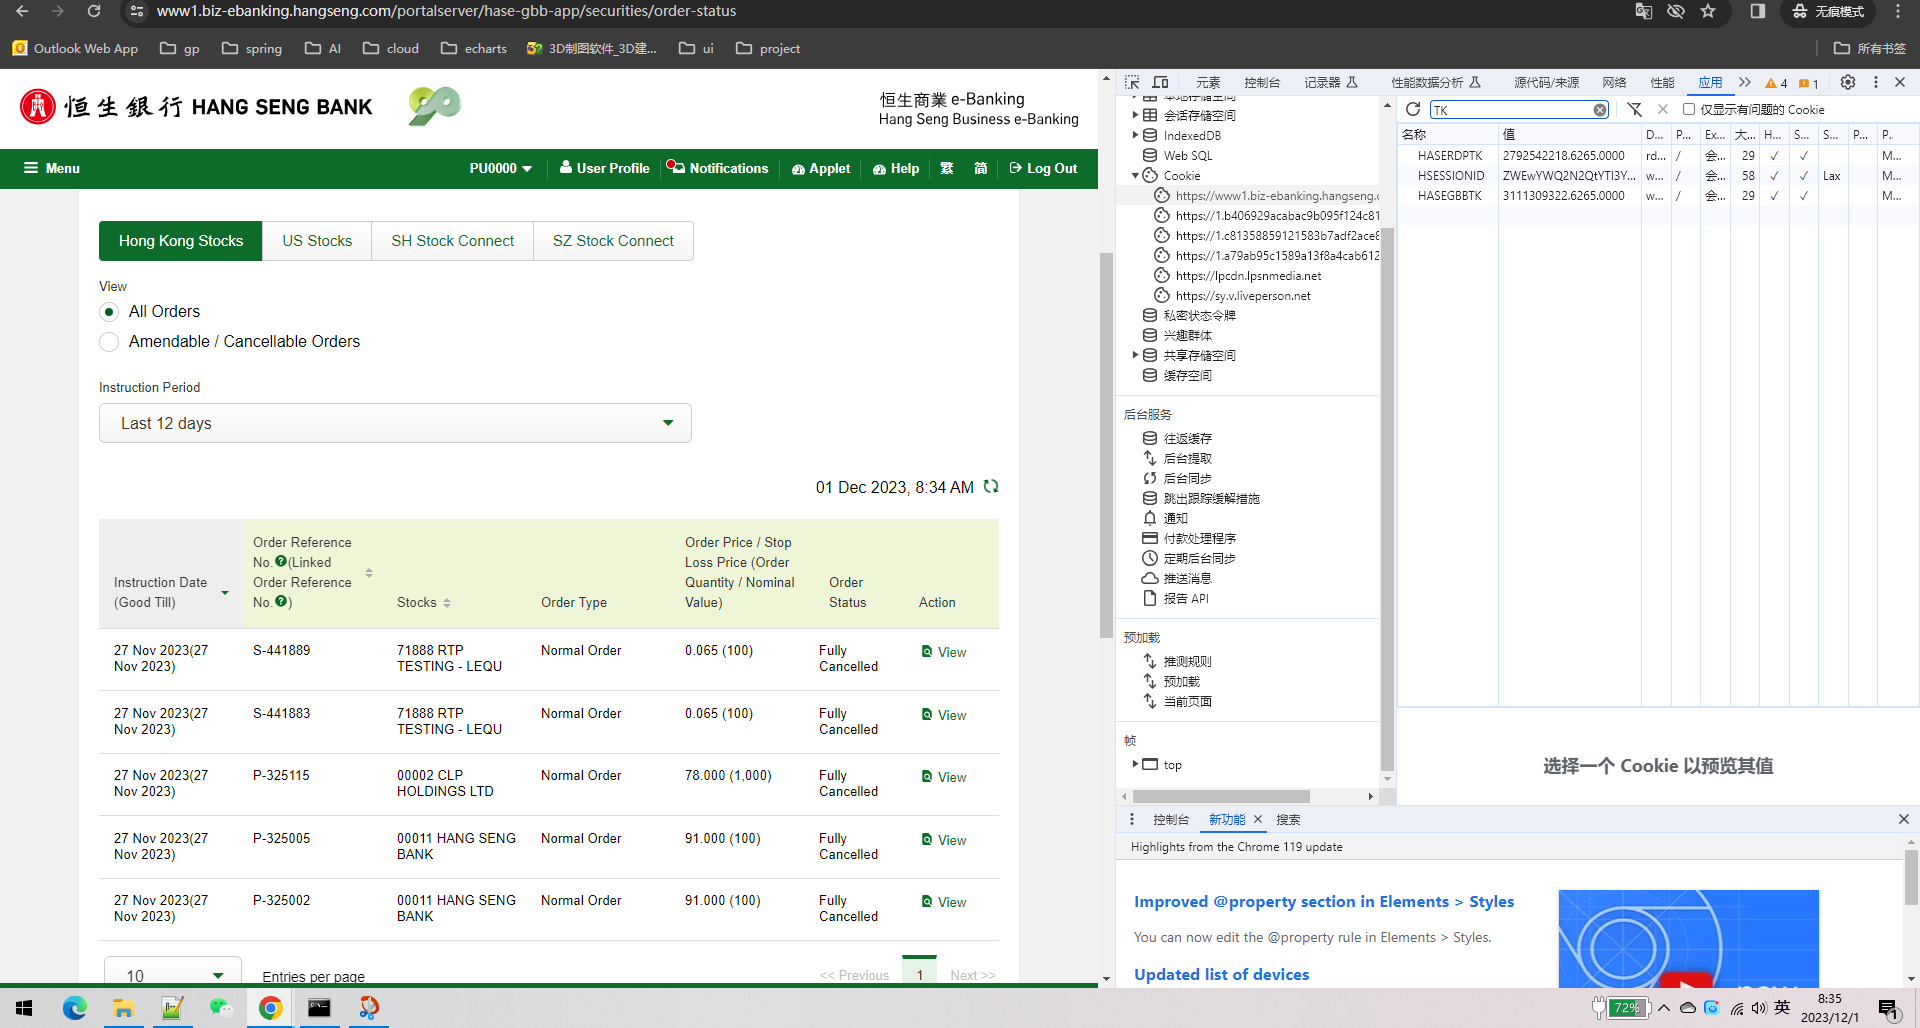 www1.biz-ebanking.hangseng.com/portalserver/hase-gbb-app/securities/order-status
无痕模式
Outlook Web App
gp
spring
AI
cloud
echarts
3D制图软件_3D建...
ui
project
所有书签
恒生銀行 HANG SENG BANK
90
恒生商業 e-Banking
Hang Seng Business e-Banking
Menu
PU0000
User Profile
Notifications
Applet
Help
繁
简
Log Out
Hong Kong Stocks
US Stocks
SH Stock Connect
SZ Stock Connect
View
All Orders
Amendable / Cancellable Orders
Instruction Period
Last 12 days
01 Dec 2023, 8:34 AM
Instruction Date
(Good Till)
Order Reference
No. (Linked
Order Reference
No. )
Stocks
Order Type
Order Price / Stop
Loss Price (Order
Quantity / Nominal
Value)
Order
Status
Action
27 Nov 2023(27
Nov 2023)
S-441889
71888 RTP
TESTING - LEQU
Normal Order
0.065 (100)
Fully
Cancelled
View
27 Nov 2023(27
Nov 2023)
S-441883
71888 RTP
TESTING - LEQU
Normal Order
0.065 (100)
Fully
Cancelled
View
27 Nov 2023(27
Nov 2023)
P-325115
00002 CLP
HOLDINGS LTD
Normal Order
78.000 (1,000)
Fully
Cancelled
View
27 Nov 2023(27
Nov 2023)
P-325005
00011 HANG SENG
BANK
Normal Order
91.000 (100)
Fully
Cancelled
View
27 Nov 2023(27
Nov 2023)
P-325002
00011 HANG SENG
BANK
Normal Order
91.000 (100)
Fully
Cancelled
View
10
Entries per page
<< Previous
1
Next >>
元素
控制台
记录器
性能数据分析
源代码/来源
网络
性能
应用
4
1
本地存储空间
会话存储空间
IndexedDB
Web SQL
Cookie
https://www1.biz-ebanking.hangseng.c
https://1.b406929acabac9b095f124c81
https://1.c81358859121583b7adf2ace8
https://1.a79ab95c1589a13f8a4cab612
https://lpcdn.lpsnmedia.net
https://sy.v.liveperson.net
私密状态令牌
兴趣群体
共享存储空间
缓存空间
后台服务
往返缓存
后台提取
后台同步
跳出跟踪缓解措施
通知
付款处理程序
定期后台同步
推送消息
报告 API
预加载
推测规则
预加载
当前页面
帧
top
TK
仅显示有问题的 Cookie
名称
值
D...
P...
Ex...
大...
H...
S...
S...
P...
P..
HASERDPTK
2792542218.6265.0000
rd...
/
会...
29
✓
✓
M...
HSESSIONID
ZWEwYWQ2N2QtYTI3Y...
w...
/
会...
58
✓
✓
Lax
M...
HASEGBBTK
3111309322.6265.0000
w...
/
会...
29
✓
✓
M...
选择一个 Cookie 以预览其值
控制台
新功能
搜索
Highlights from the Chrome 119 update
Improved @property section in Elements > Styles
You can now edit the @property rule in Elements > Styles.
Updated list of devices
72%
英
8:35
2023/12/1
1